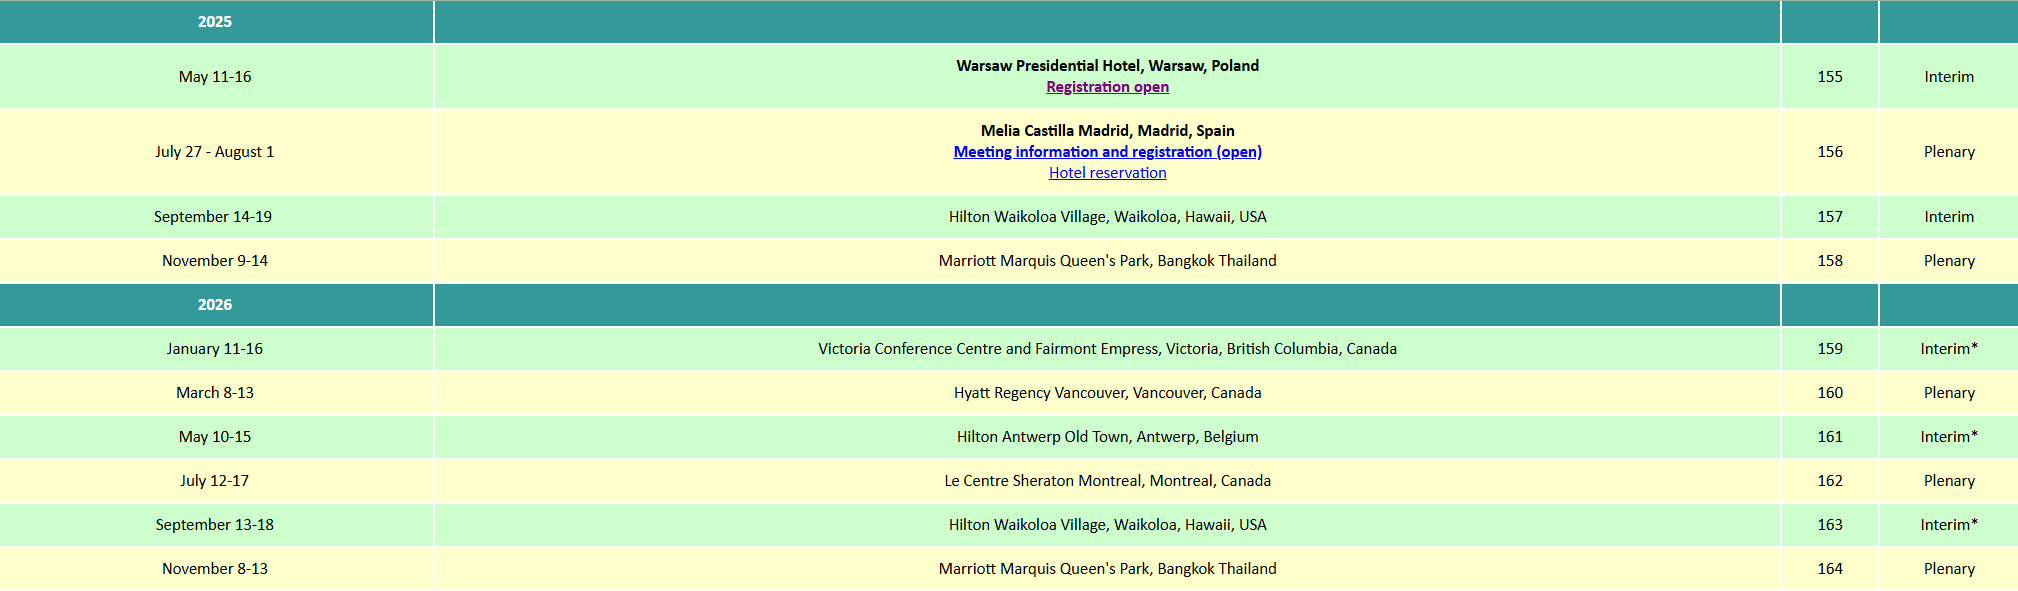 2025
May 11-16 Warsaw Presidential Hotel, Warsaw, Poland 155 Interim
Registration open
July 27 - August 1 Melia Castilla Madrid, Madrid, Spain 156 Plenary
Meeting information and registration (open)
Hotel reservation
September 14-19 Hilton Waikoloa Village, Waikoloa, Hawaii, USA 157 Interim
November 9-14 Marriott Marquis Queen's Park, Bangkok Thailand 158 Plenary
2026
January 11-16 Victoria Conference Centre and Fairmont Empress, Victoria, British Columbia, Canada 159 Interim*
March 8-13 Hyatt Regency Vancouver, Vancouver, Canada 160 Plenary
May 10-15 Hilton Antwerp Old Town, Antwerp, Belgium 161 Interim*
July 12-17 Le Centre Sheraton Montreal, Montreal, Canada 162 Plenary
September 13-18 Hilton Waikoloa Village, Waikoloa, Hawaii, USA 163 Interim*
November 8-13 Marriott Marquis Queen's Park, Bangkok Thailand 164 Plenary